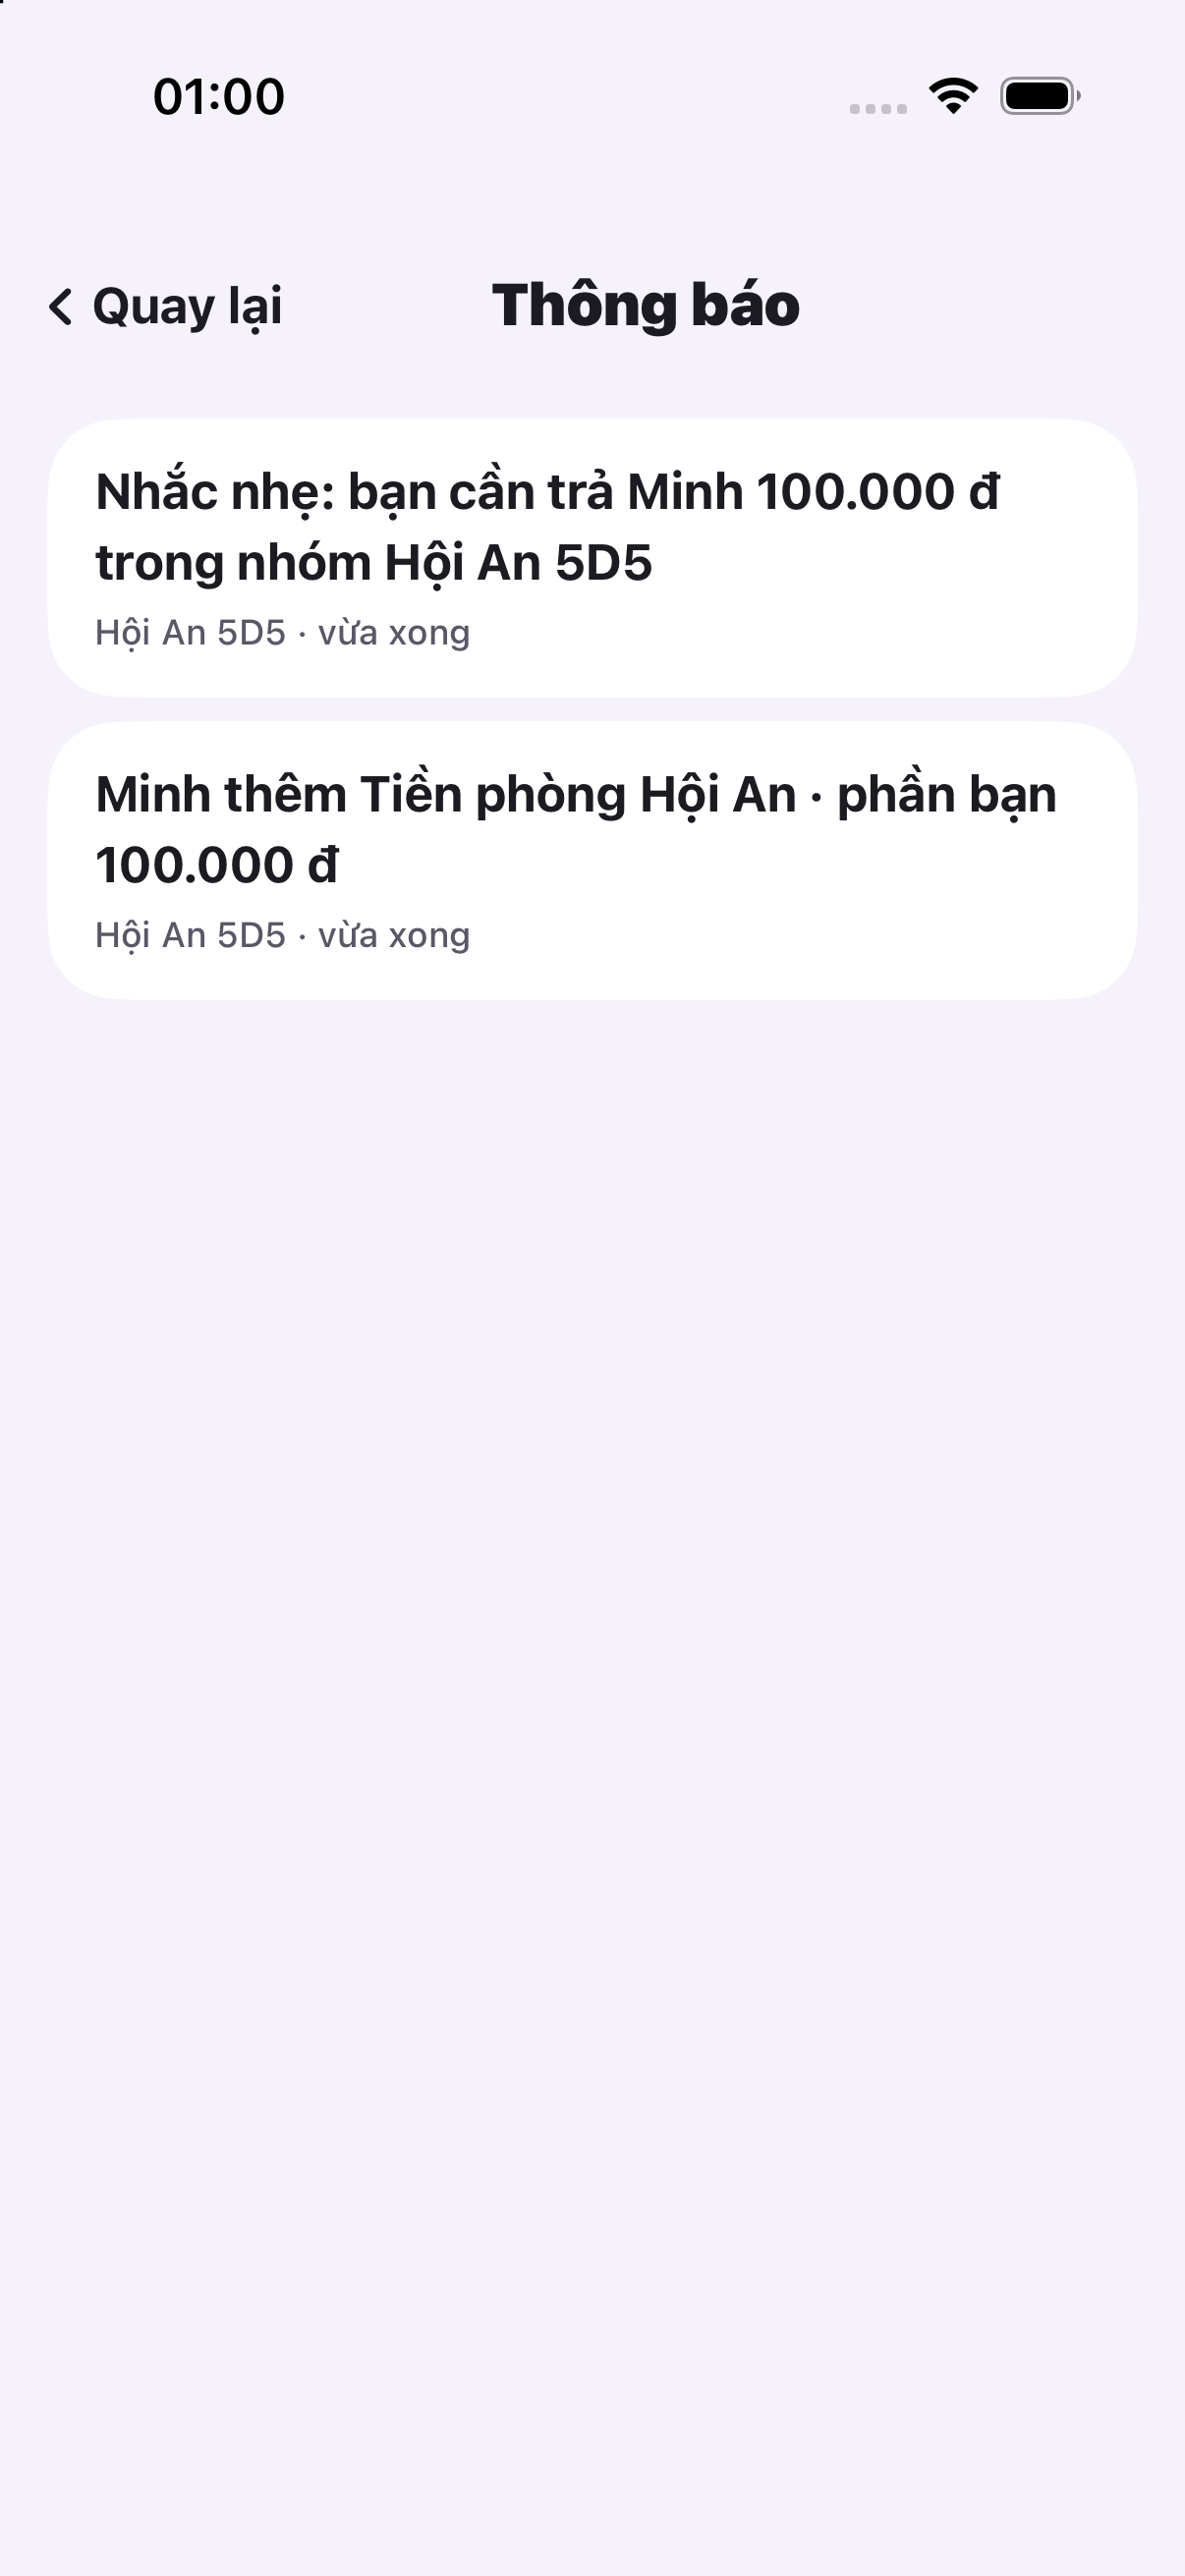 01:00
Quay lại
Thông báo
Nhắc nhẹ: bạn cần trả Minh 100.000 đ
trong nhóm Hội An 5D5
Hội An 5D5 · vừa xong
Minh thêm Tiền phòng Hội An · phần bạn
100.000 đ
Hội An 5D5 · vừa xong